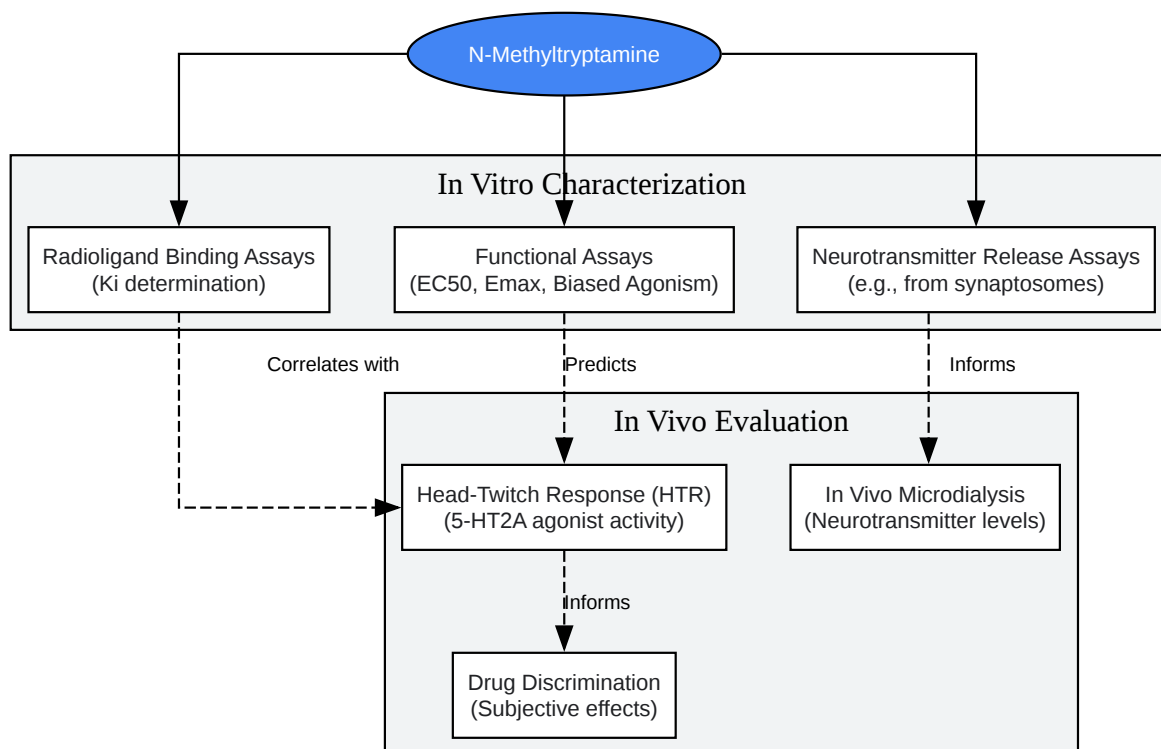 N-Methyltryptamine
In Vitro Characterization
Radioligand Binding Assays
(Ki determination)
Functional Assays
(EC50, Emax, Biased Agonism)
Neurotransmitter Release Assays
(e.g., from synaptosomes)
Correlates with
Predicts
Informs
In Vivo Evaluation
Head-Twitch Response (HTR)
(5-HT2A agonist activity)
In Vivo Microdialysis
(Neurotransmitter levels)
Informs
Drug Discrimination
(Subjective effects)